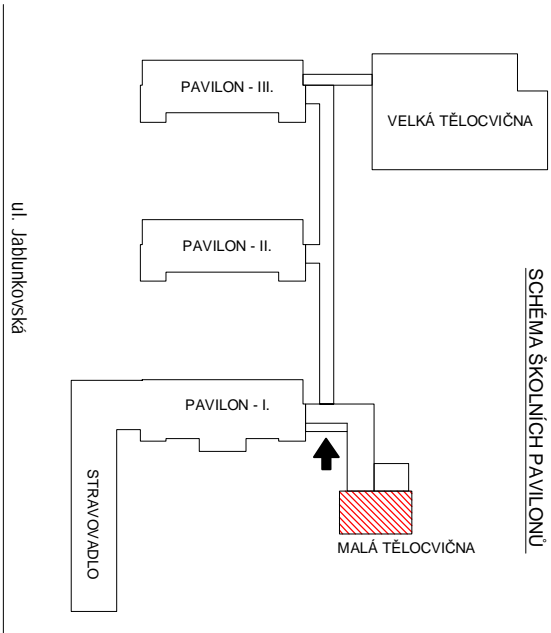 PAVILON - III.
VELKÁ TĚLOCVIČNA
PAVILON - II.
ul. Jablunkovská
SCHÉMA ŠKOLNÍCH PAVILONŮ
PAVILON - I.
STRAVOVADLO
MALÁ TĚLOCVIČNA